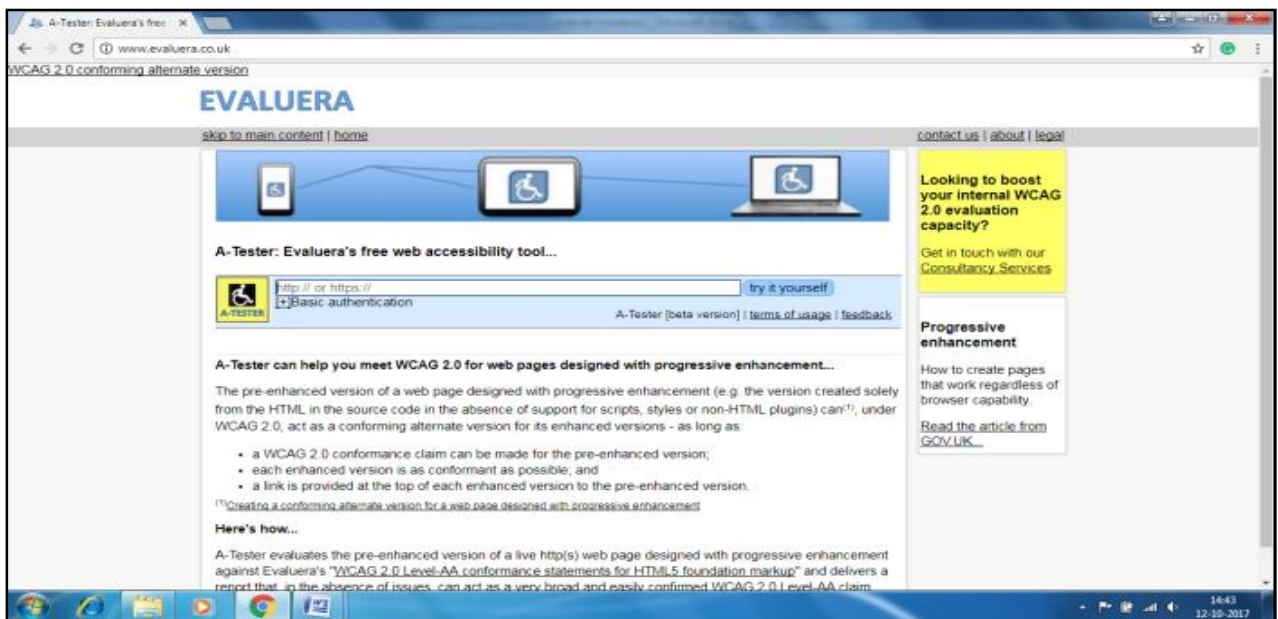 A-Tester: Evaluera's free
www.evaluera.co.uk
WCAG 2.0 conforming alternate version
EVALUERA
skip to main content | home
contact us | about | legal
A-Tester: Evaluera's free web accessibility tool...
A-TESTER
http:// or https://
try it yourself
[+]Basic authentication
A-Tester [beta version] | terms of usage | feedback
A-Tester can help you meet WCAG 2.0 for web pages designed with progressive enhancement...
The pre-enhanced version of a web page designed with progressive enhancement (e.g. the version created solely
from the HTML in the source code in the absence of support for scripts, styles or non-HTML plugins) can(1), under
WCAG 2.0, act as a conforming alternate version for its enhanced versions - as long as:
• a WCAG 2.0 conformance claim can be made for the pre-enhanced version;
• each enhanced version is as conformant as possible; and
• a link is provided at the top of each enhanced version to the pre-enhanced version.
(1)Creating a conforming alternate version for a web page designed with progressive enhancement
Here's how...
A-Tester evaluates the pre-enhanced version of a live http(s) web page designed with progressive enhancement
against Evaluera's "WCAG 2.0 Level-AA conformance statements for HTML5 foundation markup" and delivers a
report that, in the absence of issues, can act as a very broad and easily confirmed WCAG 2.0 Level-AA claim
Looking to boost
your internal WCAG
2.0 evaluation
capacity?
Get in touch with our
Consultancy Services
Progressive
enhancement
How to create pages
that work regardless of
browser capability.
Read the article from
GOV.UK...
14:43
12-10-2017